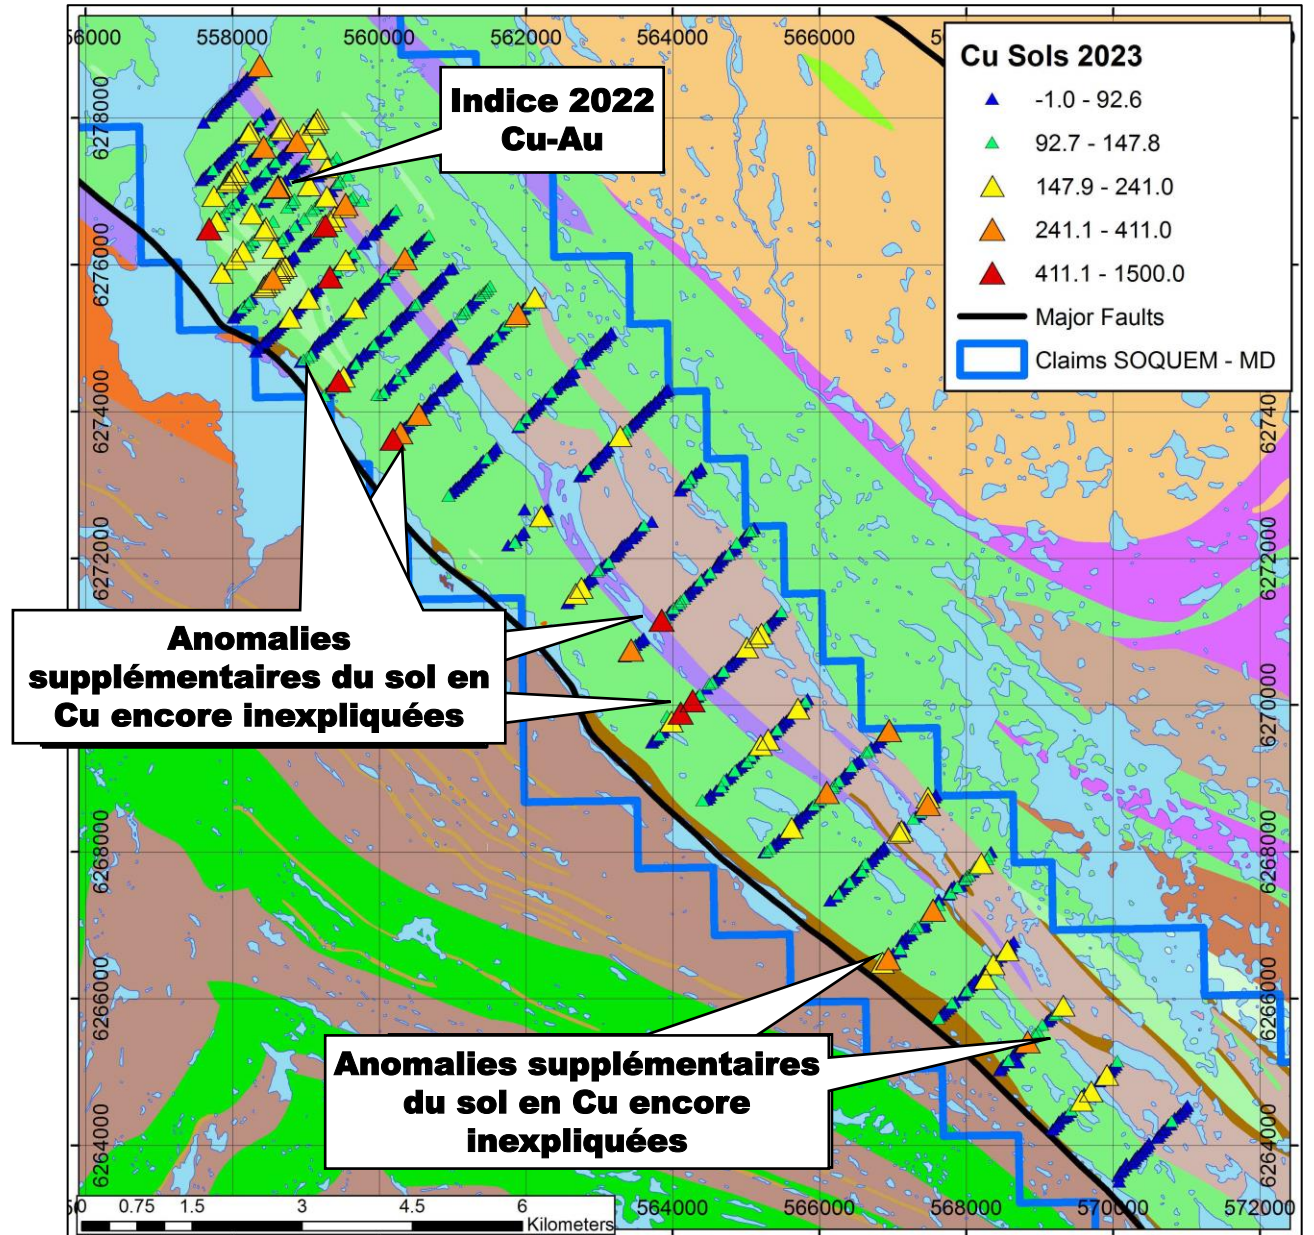 560000
558000
560000
562000
564000
566000
Cu Sols 2023
-1.0 - 92.6
92.7 - 147.8
147.9 - 241.0
241.1 - 411.0
411.1 - 1500.0
Major Faults
Claims SOQUEM - MD
Indice 2022
Cu-Au
6278000
6276000
6274000
6272000
6270000
6268000
6266000
6264000
Anomalies
supplémentaires du sol en
Cu encore inexpliquées
Anomalies supplémentaires
du sol en Cu encore
inexpliquées
6272000
6270000
6268000
6266000
6264000
0
0.75
1.5
3
4.5
6
Kilometers
564000
566000
568000
570000
572000